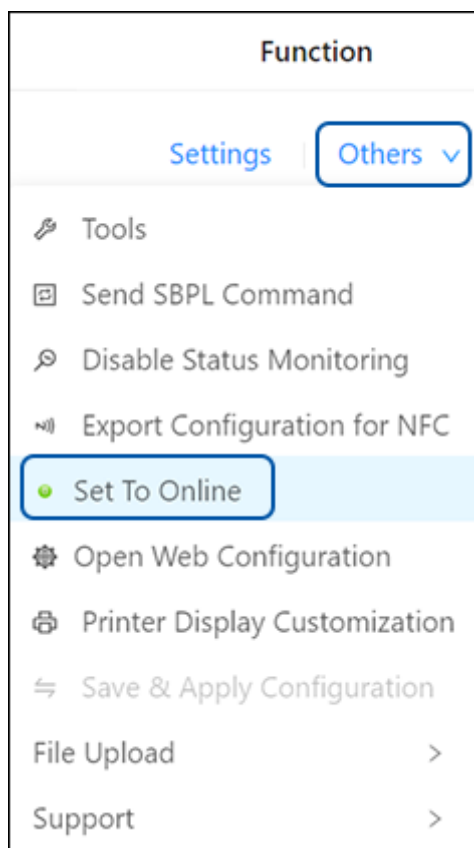 Function
Settings
Others
Tools
Send SBPL Command
Disable Status Monitoring
Export Configuration for NFC
Set To Online
Open Web Configuration
Printer Display Customization
Save & Apply Configuration
File Upload
Support